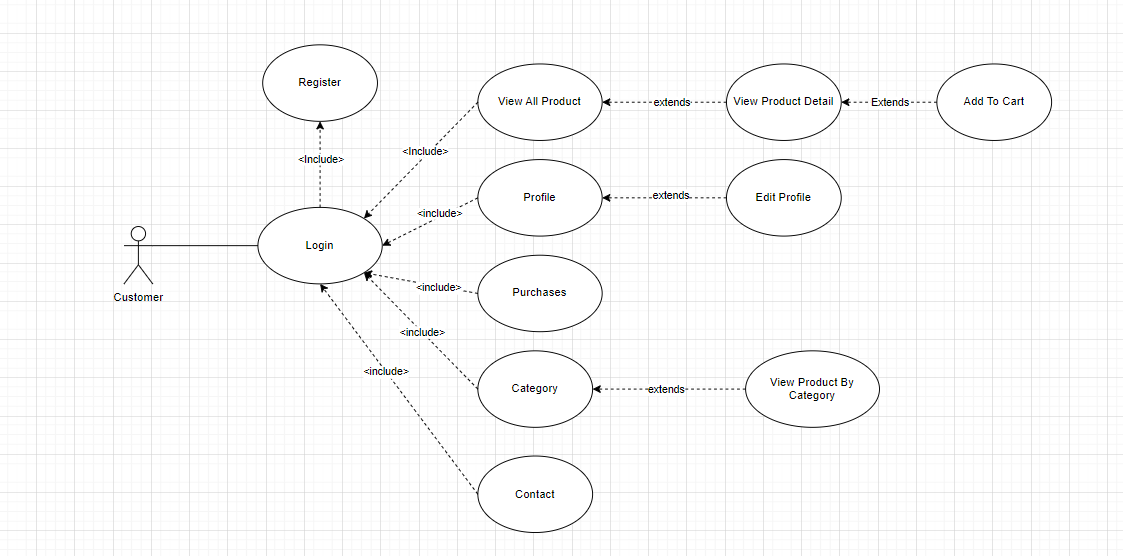 Register
View All Product
extends
View Product Detail
Extends
Add To Cart
<Include>
<Include>
Profile
extends
Edit Profile
<include>
Login
Customer
Purchases
<include>
<include>
Category
extends
View Product By
Category
<include>
Contact